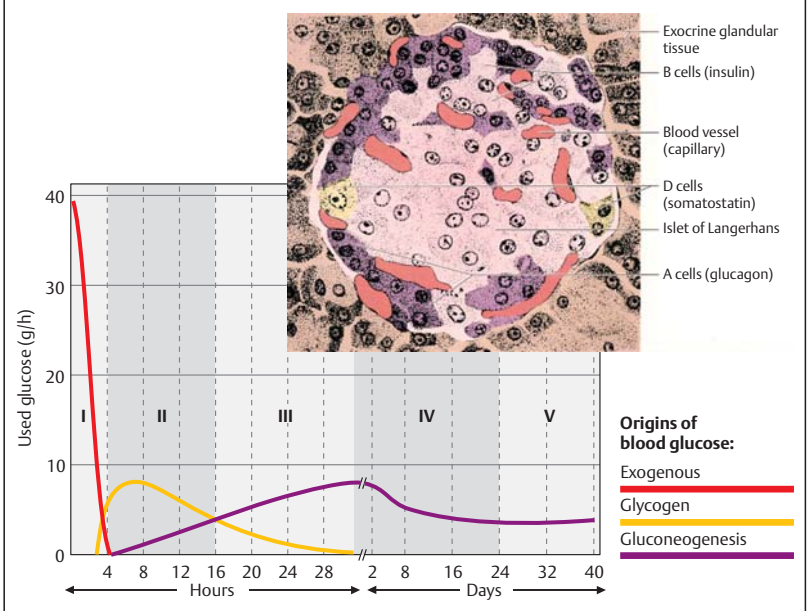 Exocrine glandular
tissue
B cells (insulin)
Blood vessel
(capillary)
D cells
(somatostatin)
Islet of Langerhans
A cells (glucagon)
Used glucose (g/h)
40
30
20
10
0
I II III IV V
4 8 12 16 20 24 28 2 8 16 24 32 40
Hours Days
Origins of
blood glucose:
Exogenous
Glycogen
Gluconeogenesis